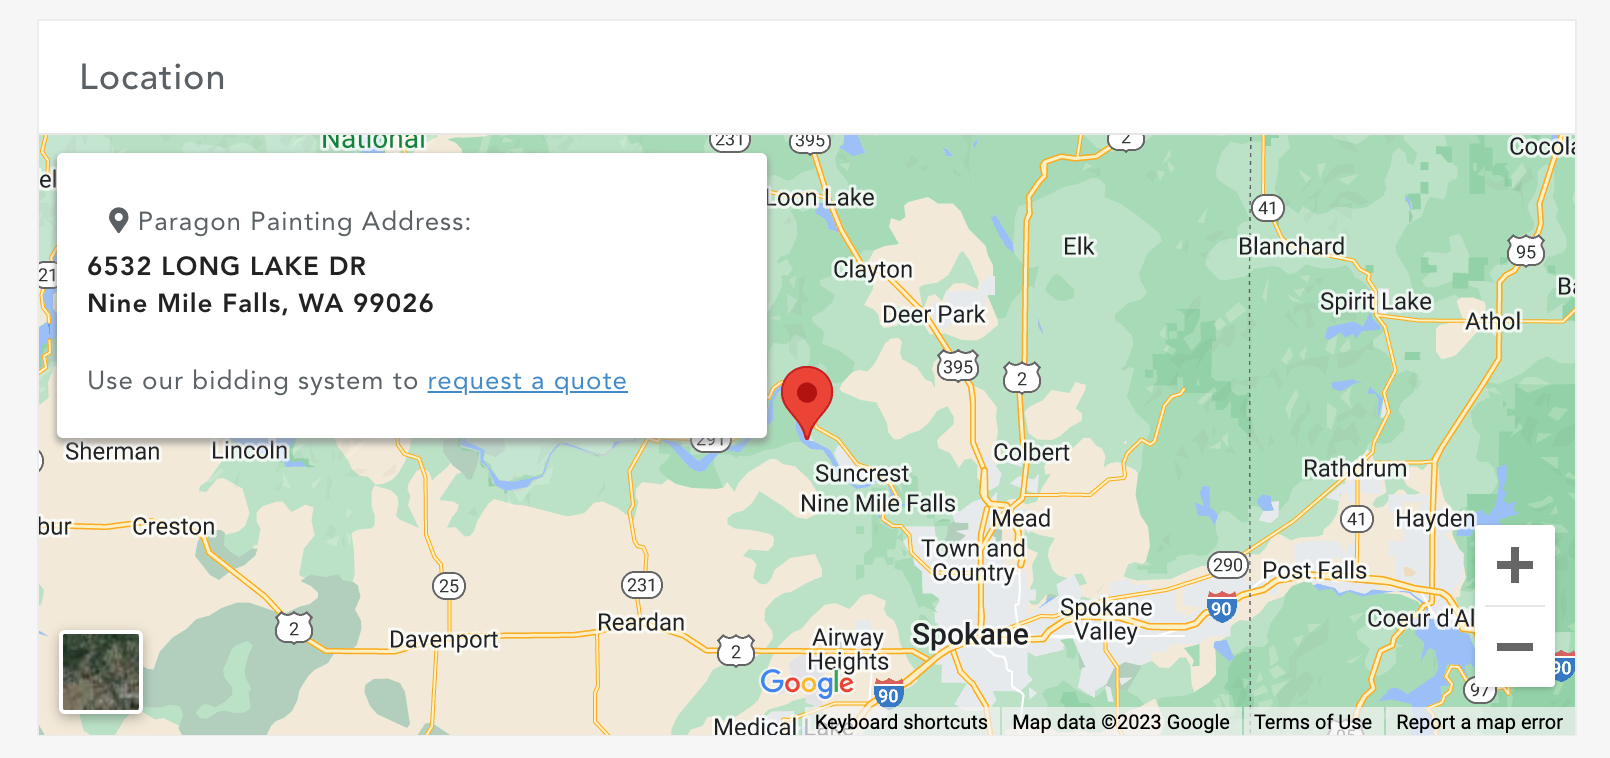 Location
National
231
395
2
Cocola
el
Loon Lake
41
Paragon Painting Address:
Elk
Blanchard
95
6532 LONG LAKE DR
21
Clayton
Nine Mile Falls, WA 99026
Spirit Lake
Ba
Deer Park
Athol
395
2
Use our bidding system to request a quote
291
Sherman
Lincoln
Colbert
Suncrest
Rathdrum
Nine Mile Falls
bur
Creston
Mead
41
Hayden
Town and
Country
290
Post Falls
25
231
90
Spokane
Valley
2
Reardan
Coeur d'Al
Davenport
Airway
Heights
Spokane
2
90
Google
90
97
Medical Lake
Keyboard shortcuts
Map data ©2023 Google
Terms of Use
Report a map error
95